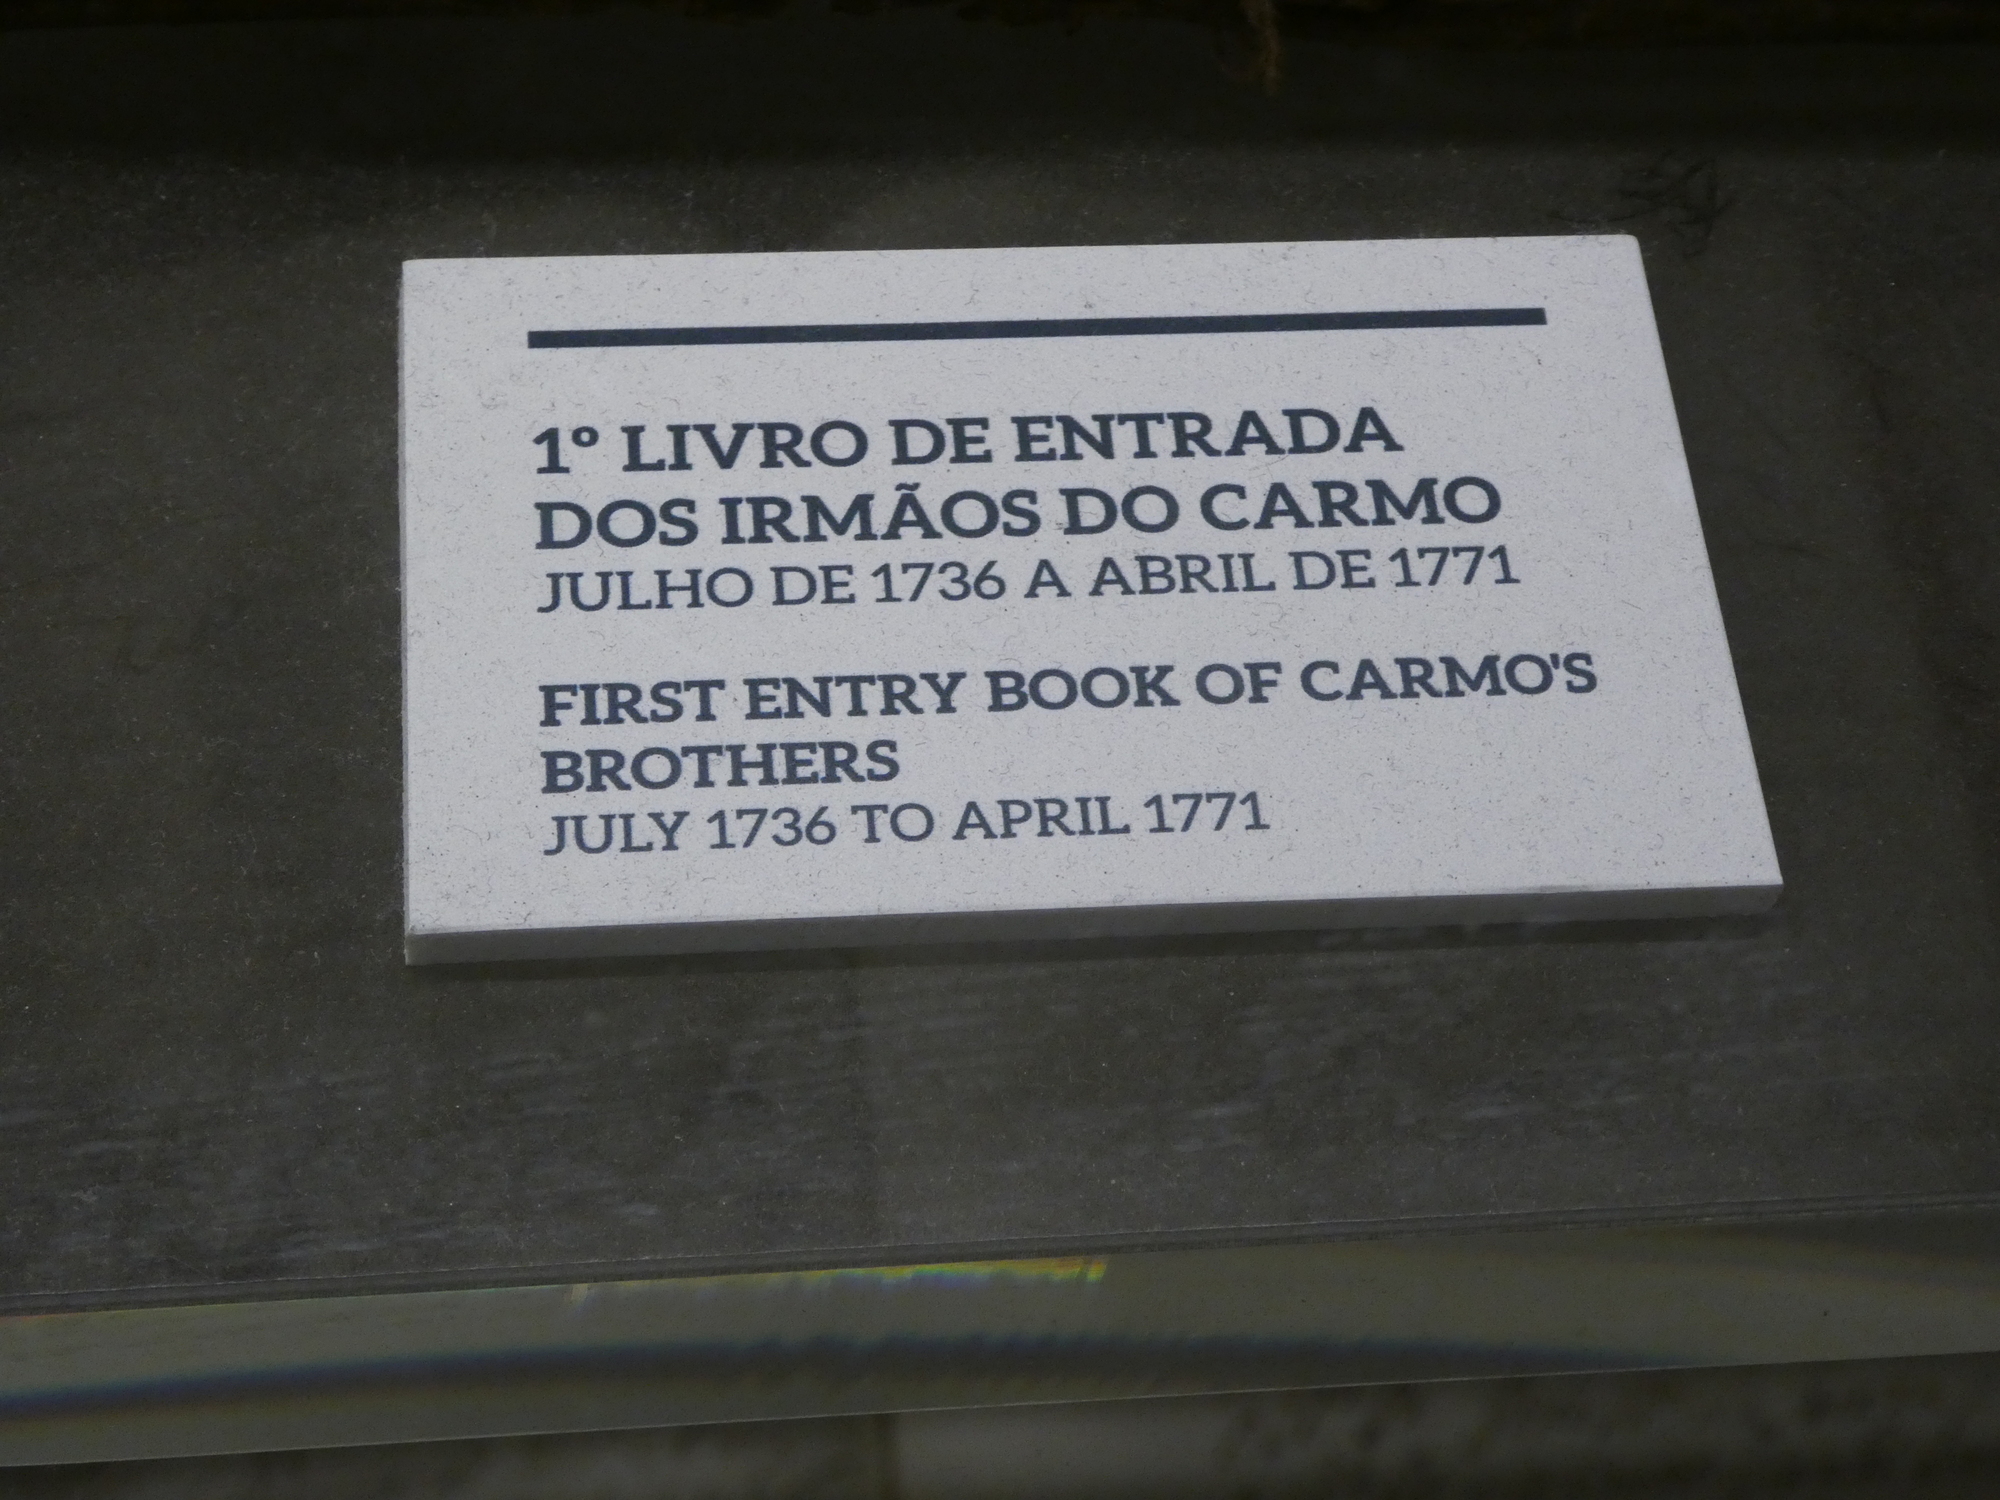 1º LIVRO DE ENTRADA
DOS IRMÃOS DO CARMO
JULHO DE 1736 A ABRIL DE 1771
FIRST ENTRY BOOK OF CARMO'S
BROTHERS
JULY 1736 TO APRIL 1771